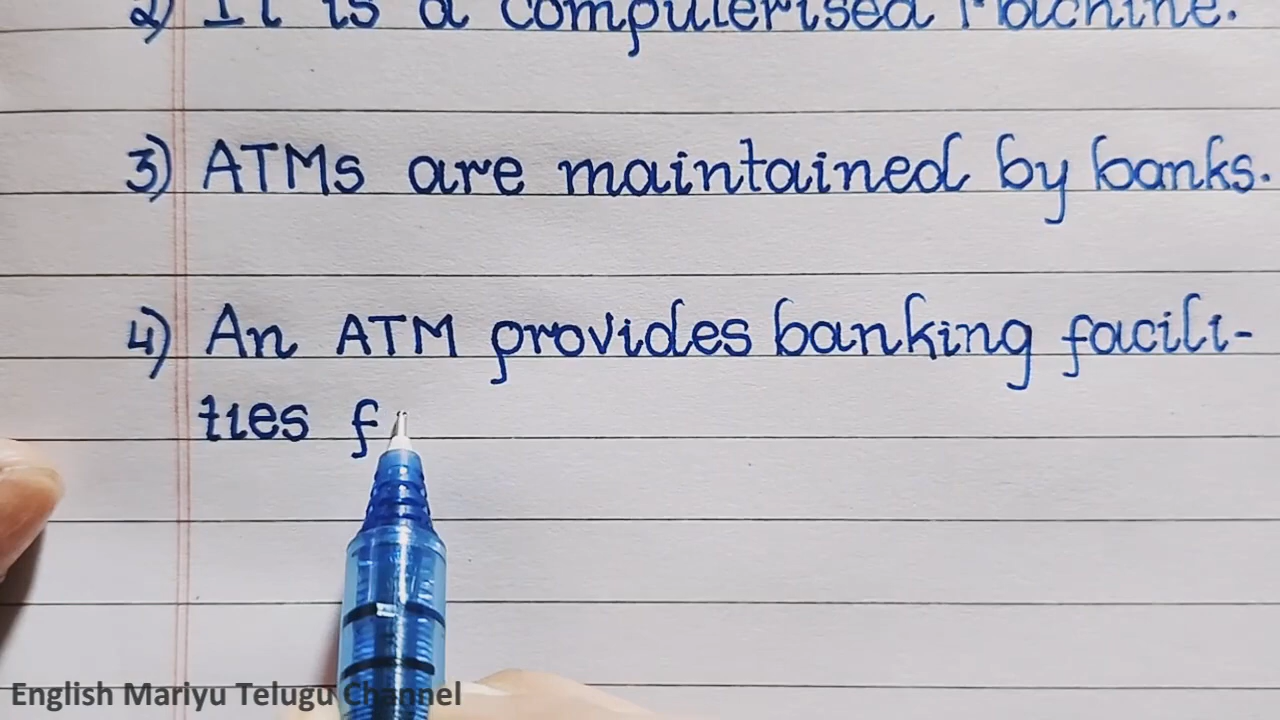 2) It is a computerised machine.
3) ATMs are maintained by banks.
4) An ATM provides banking facili-
ties f
English Mariyu Telugu Channel